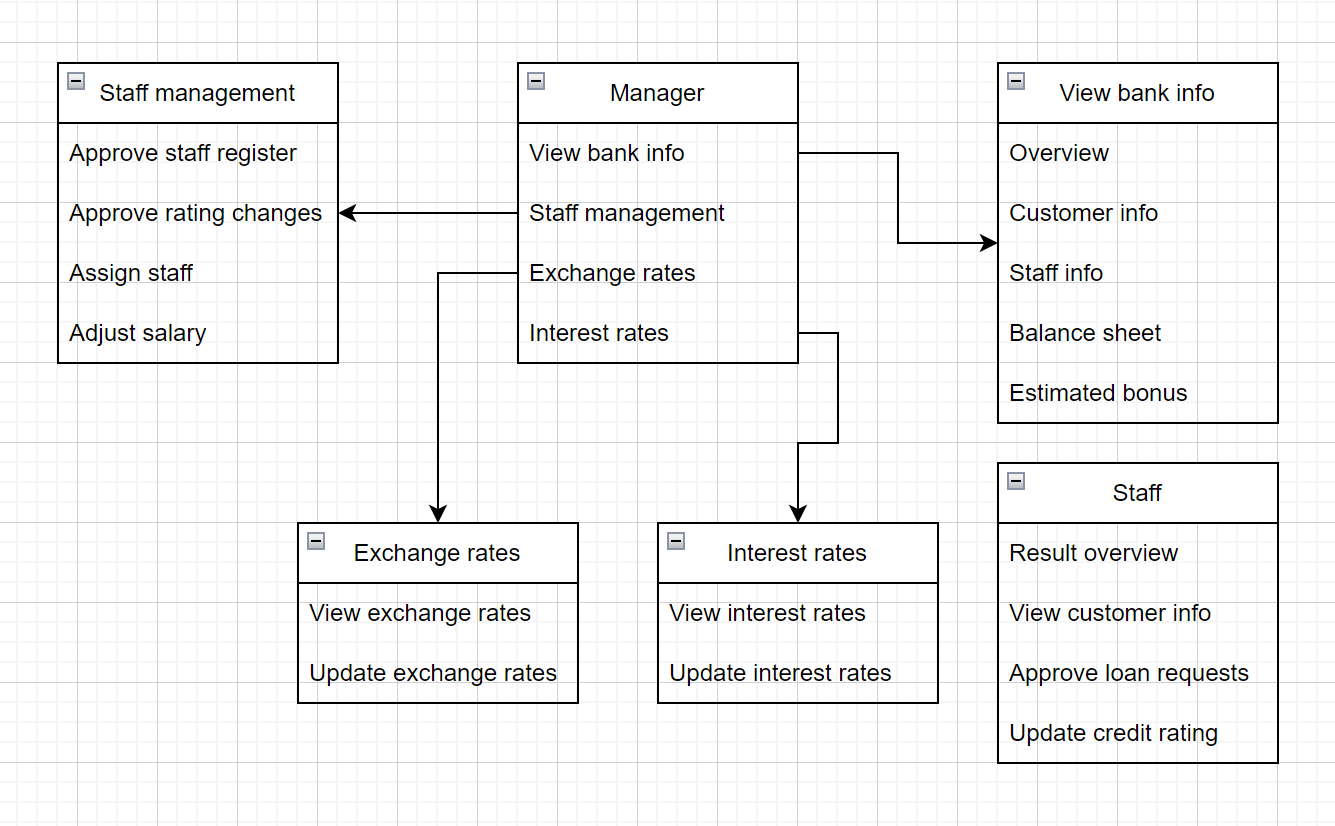 Staff management
Approve staff register
Approve rating changes
Assign staff
Adjust salary
Manager
View bank info
Staff management
Exchange rates
Interest rates
View bank info
Overview
Customer info
Staff info
Balance sheet
Estimated bonus
Exchange rates
View exchange rates
Update exchange rates
Interest rates
View interest rates
Update interest rates
Staff
Result overview
View customer info
Approve loan requests
Update credit rating